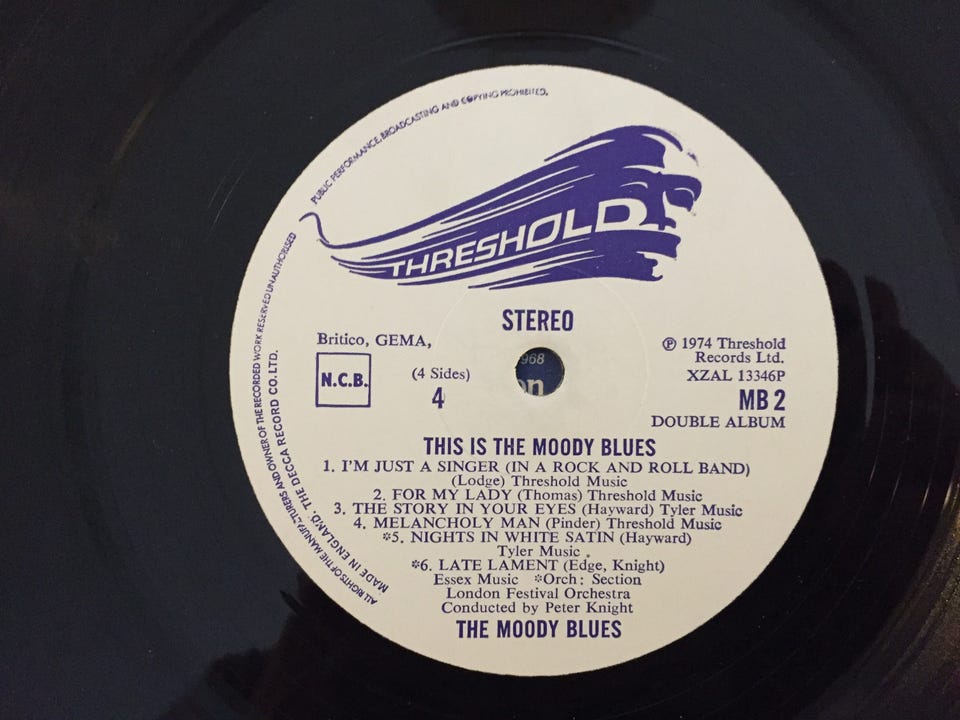 PUBLIC PERFORMANCE, BROADCASTING AND COPYING PROHIBITED.
ALL RIGHTS OF THE MANUFACTURERS AND OWNER OF THE RECORDED WORK RESERVED UNAUTHORISED
MADE IN ENGLAND. THE DECCA RECORD CO. LTD.
THRESHOLD
STEREO
Britico, GEMA,
N.C.B.
(4 Sides)
4
968
on
℗ 1974 Threshold
Records Ltd.
XZAL 13346P
MB 2
DOUBLE ALBUM
THIS IS THE MOODY BLUES
1. I'M JUST A SINGER (IN A ROCK AND ROLL BAND)
(Lodge) Threshold Music
2. FOR MY LADY (Thomas) Threshold Music
3. THE STORY IN YOUR EYES (Hayward) Tyler Music
4. MELANCHOLY MAN (Pinder) Threshold Music
*5. NIGHTS IN WHITE SATIN (Hayward)
Tyler Music
*6. LATE LAMENT (Edge, Knight)
Essex Music *Orch: Section
London Festival Orchestra
Conducted by Peter Knight
THE MOODY BLUES